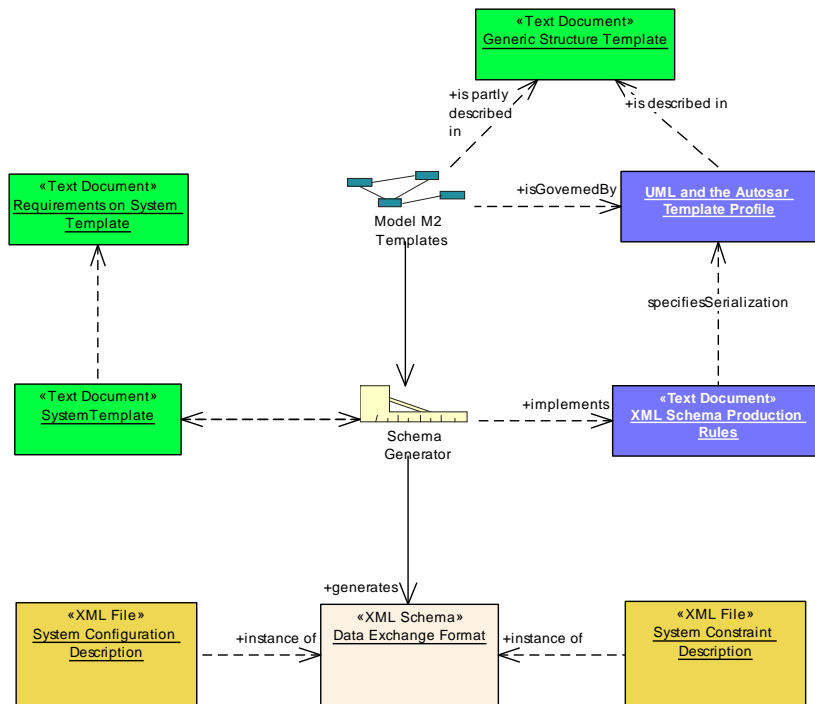 «Text Document»
Generic Structure Template
+is partly
described
in
+is described in
«Text Document»
Requirements on System
Template
Model M2
Templates
+isGovernedBy
UML and the Autosar
Template Profile
specifiesSerialization
«Text Document»
SystemTemplate
Schema
Generator
+implements
«Text Document»
XML Schema Production
Rules
+generates
«XML File»
System Configuration
Description
+instance of
«XML Schema»
Data Exchange Format
+instance of
«XML File»
System Constraint
Description